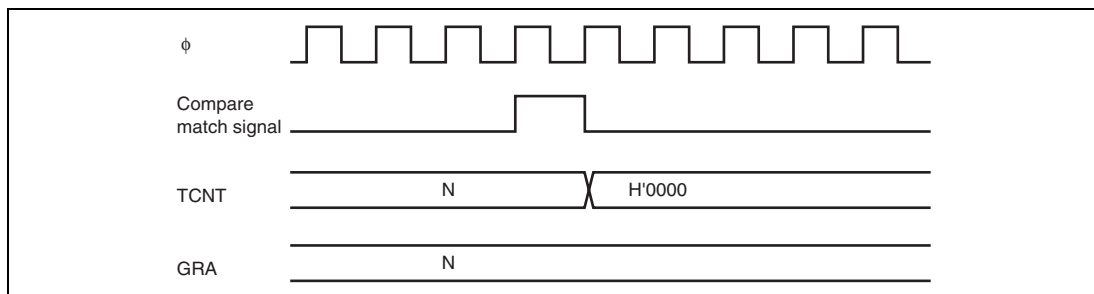 ϕ
Compare
match signal
TCNT N H'0000
GRA N